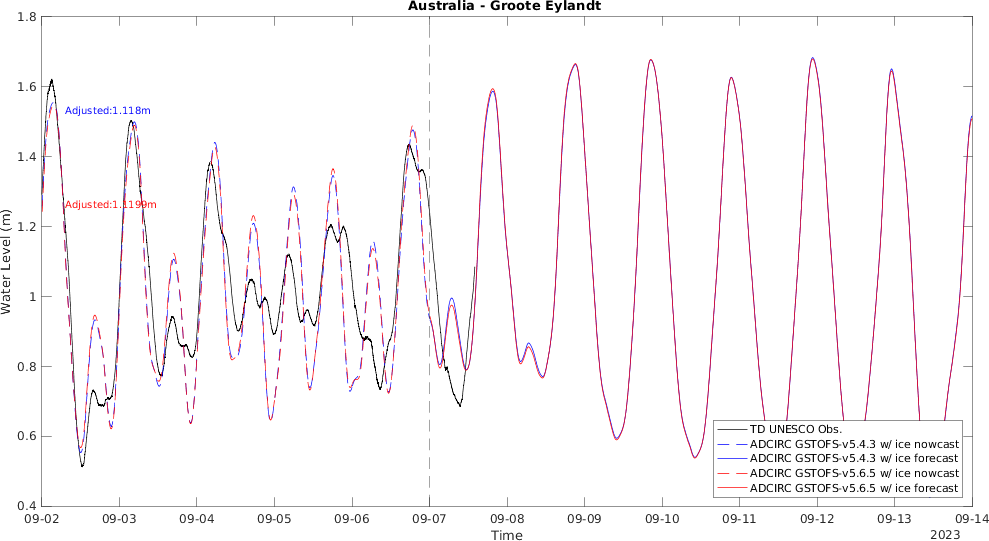 Australia - Groote Eylandt
1.8
1.6
1.4
1.2
1
0.8
0.6
0.4
Water Level (m)
Adjusted:1.118m
Adjusted:1.1199m
TD UNESCO Obs.
ADCIRC GSTOFS-v5.4.3 w/ ice nowcast
ADCIRC GSTOFS-v5.4.3 w/ ice forecast
ADCIRC GSTOFS-v5.6.5 w/ ice nowcast
ADCIRC GSTOFS-v5.6.5 w/ ice forecast
09-02 09-03 09-04 09-05 09-06 09-07 09-08 09-09 09-10 09-11 09-12 09-13 09-14
Time
2023